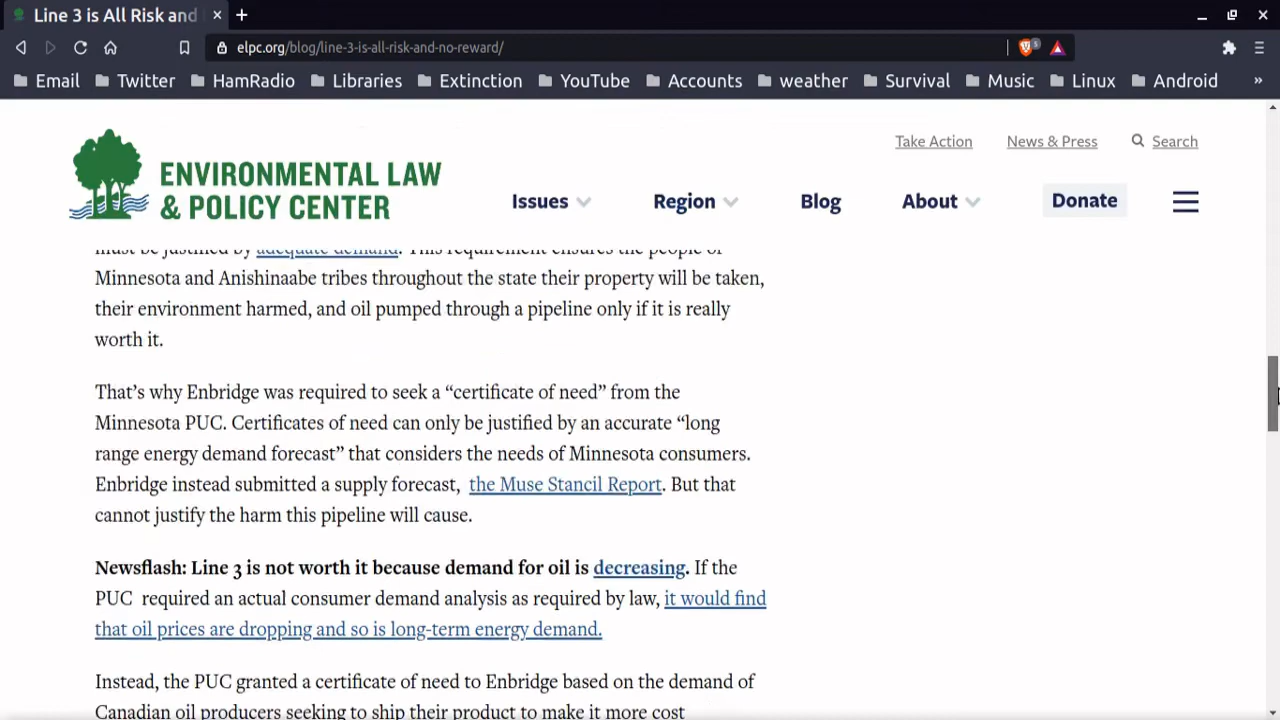 Line 3 is All Risk and
elpc.org/blog/line-3-is-all-risk-and-no-reward/
5
Email Twitter HamRadio Libraries Extinction YouTube Accounts weather Survival Music Linux Android »
Take Action News & Press Search
ENVIRONMENTAL LAW
& POLICY CENTER
Issues Region Blog About Donate
must be justified by adequate demand. This requirement ensures the people of
Minnesota and Anishinaabe tribes throughout the state their property will be taken,
their environment harmed, and oil pumped through a pipeline only if it is really
worth it.
That’s why Enbridge was required to seek a “certificate of need” from the
Minnesota PUC. Certificates of need can only be justified by an accurate “long
range energy demand forecast” that considers the needs of Minnesota consumers.
Enbridge instead submitted a supply forecast, the Muse Stancil Report. But that
cannot justify the harm this pipeline will cause.
Newsflash: Line 3 is not worth it because demand for oil is decreasing. If the
PUC required an actual consumer demand analysis as required by law, it would find
that oil prices are dropping and so is long-term energy demand.
Instead, the PUC granted a certificate of need to Enbridge based on the demand of
Canadian oil producers seeking to ship their product to make it more cost